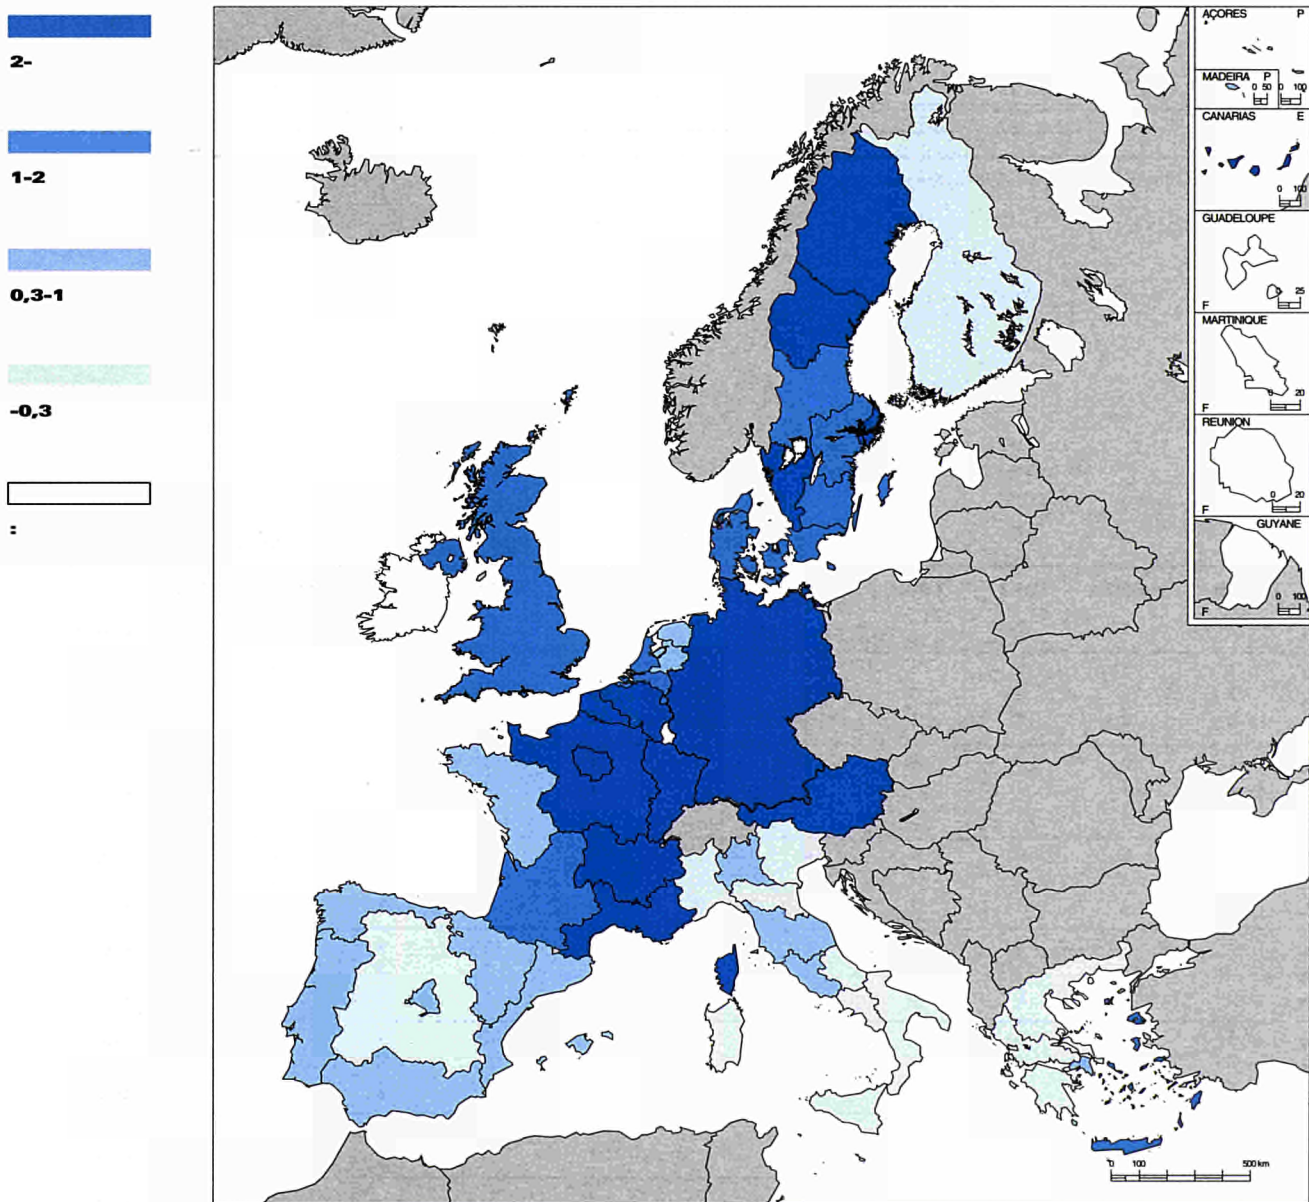 2-
1-2
0,3-1
-0,3
:
AÇORES P
MADEIRA P
0 50 0 100
CANARIAS E
0 100
GUADELOUPE
F 0 25
MARTINIQUE
F 0 20
REUNION
F 0 20
GUYANE
F 0 100
0 100 500 km